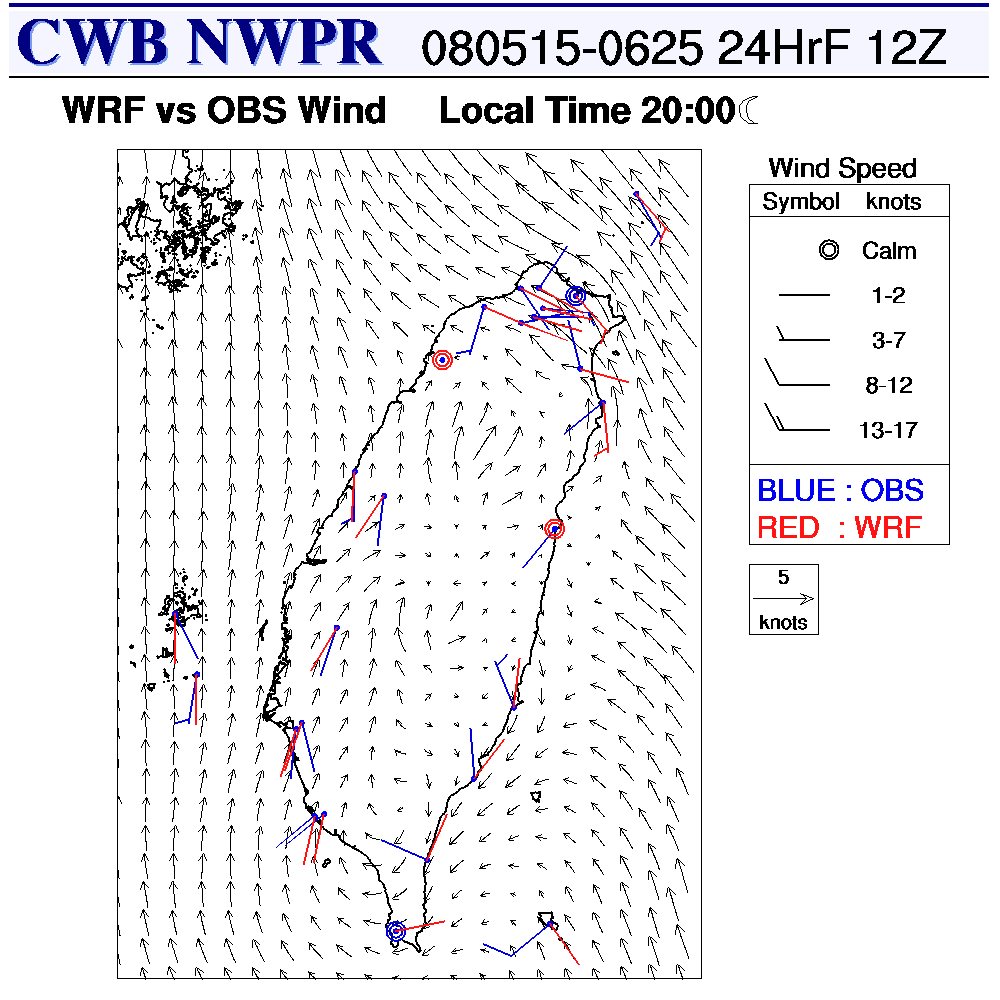 CWB NWPR 080515-0625 24HrF 12Z
WRF vs OBS Wind Local Time 20:00
Wind Speed
Symbol knots
Calm
1-2
3-7
8-12
13-17
BLUE : OBS
RED : WRF
5
knots